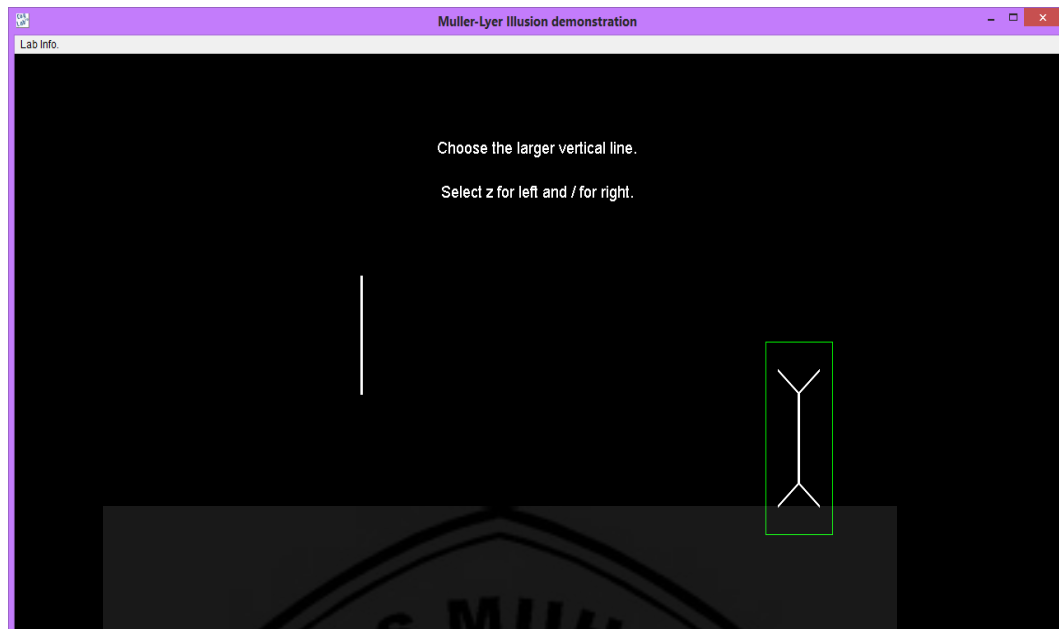 Muller-Lyer Illusion demonstration
Lab Info.
Choose the larger vertical line.
Select z for left and / for right.